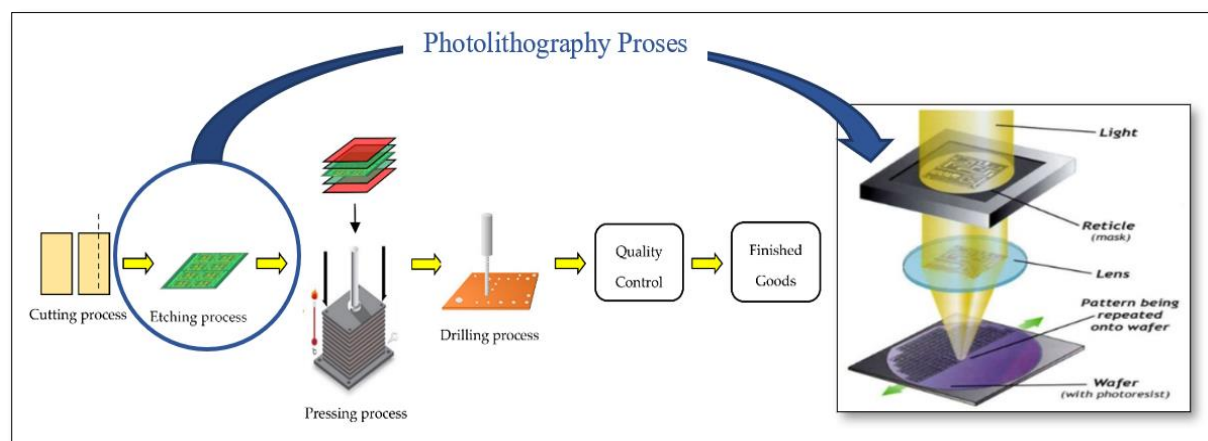 Photolithography Proses
Cutting process
Etching process
Pressing process
Drilling process
Quality
Control
Finished
Goods
Light
Reticle
(mask)
Lens
Pattern being
repeated
onto wafer
Wafer
(with photoresist)